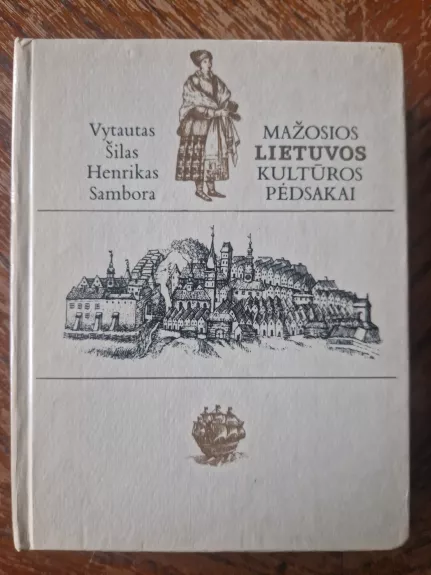 Vytautas
Šilas
Henrikas
Sambora
MAŽOSIOS
LIETUVOS
KULTŪROS
PĖDSAKAI